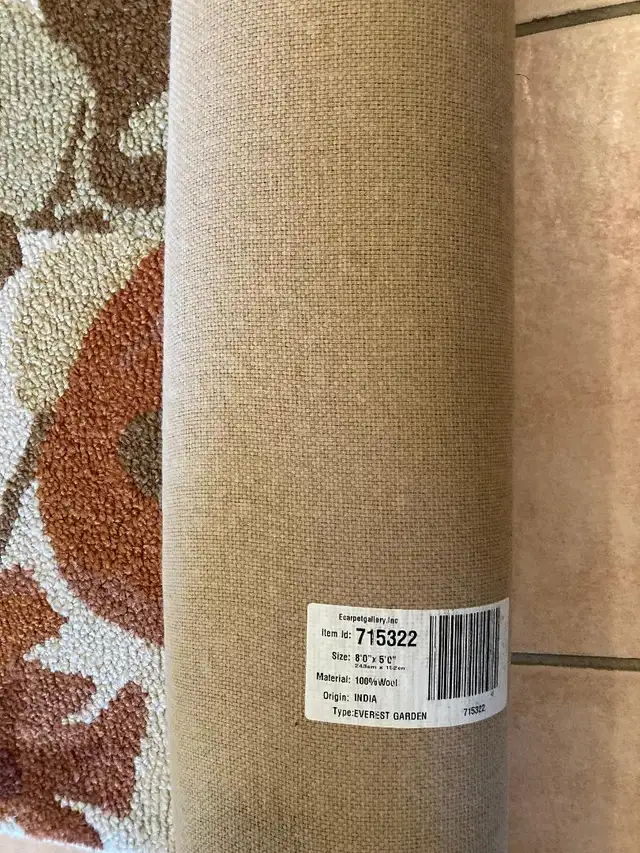 Ecarpetgallery.Inc
Item Id: 715322
Size: 8'0"x 5'0"
243cm x 152cm
Material: 100%Wool
Origin: INDIA
Type:EVEREST GARDEN
715322